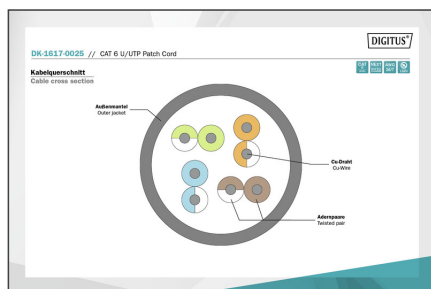 DIGITUS®
DK-1617-0025 // CAT 6 U/UTP Patch Cord
Kabelquerschnitt
Cable cross section
Außenmantel
Outer jacket
Cu-Draht
Cu-Wire
Adernpaare
Twisted pair